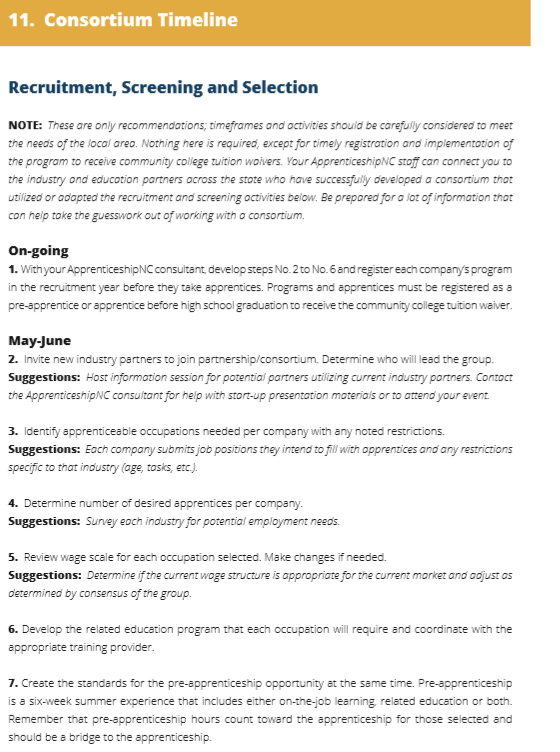 11. Consortium Timeline
Recruitment, Screening and Selection
NOTE: These are only recommendations; timeframes and activities should be carefully considered to meet
the needs of the local area. Nothing here is required, except for timely registration and implementation of
the program to receive community college tuition waivers. Your ApprenticeshipNC staff can connect you to
the industry and education partners across the state who have successfully developed a consortium that
utilized or adapted the recruitment and screening activities below. Be prepared for a lot of information that
can help take the guesswork out of working with a consortium.
On-going
1. With your ApprenticeshipNC consultant, develop steps No. 2 to No. 6 and register each company's program
in the recruitment year before they take apprentices. Programs and apprentices must be registered as a
pre-apprentice or apprentice before high school graduation to receive the community college tuition waiver.
May-June
2. Invite new industry partners to join partnership/consortium. Determine who will lead the group.
Suggestions: Host information session for potential partners utilizing current industry partners. Contact
the ApprenticeshipNC consultant for help with start-up presentation materials or to attend your event.
3. Identify apprenticeable occupations needed per company with any noted restrictions.
Suggestions: Each company submits job positions they intend to fill with apprentices and any restrictions
specific to that industry (age, tasks, etc.).
4. Determine number of desired apprentices per company.
Suggestions: Survey each industry for potential employment needs.
5. Review wage scale for each occupation selected. Make changes if needed.
Suggestions: Determine if the current wage structure is appropriate for the current market and adjust as
determined by consensus of the group.
6. Develop the related education program that each occupation will require and coordinate with the
appropriate training provider.
7. Create the standards for the pre-apprenticeship opportunity at the same time. Pre-apprenticeship
is a six-week summer experience that includes either on-the-job learning, related education or both.
Remember that pre-apprenticeship hours count toward the apprenticeship for those selected and
should be a bridge to the apprenticeship.